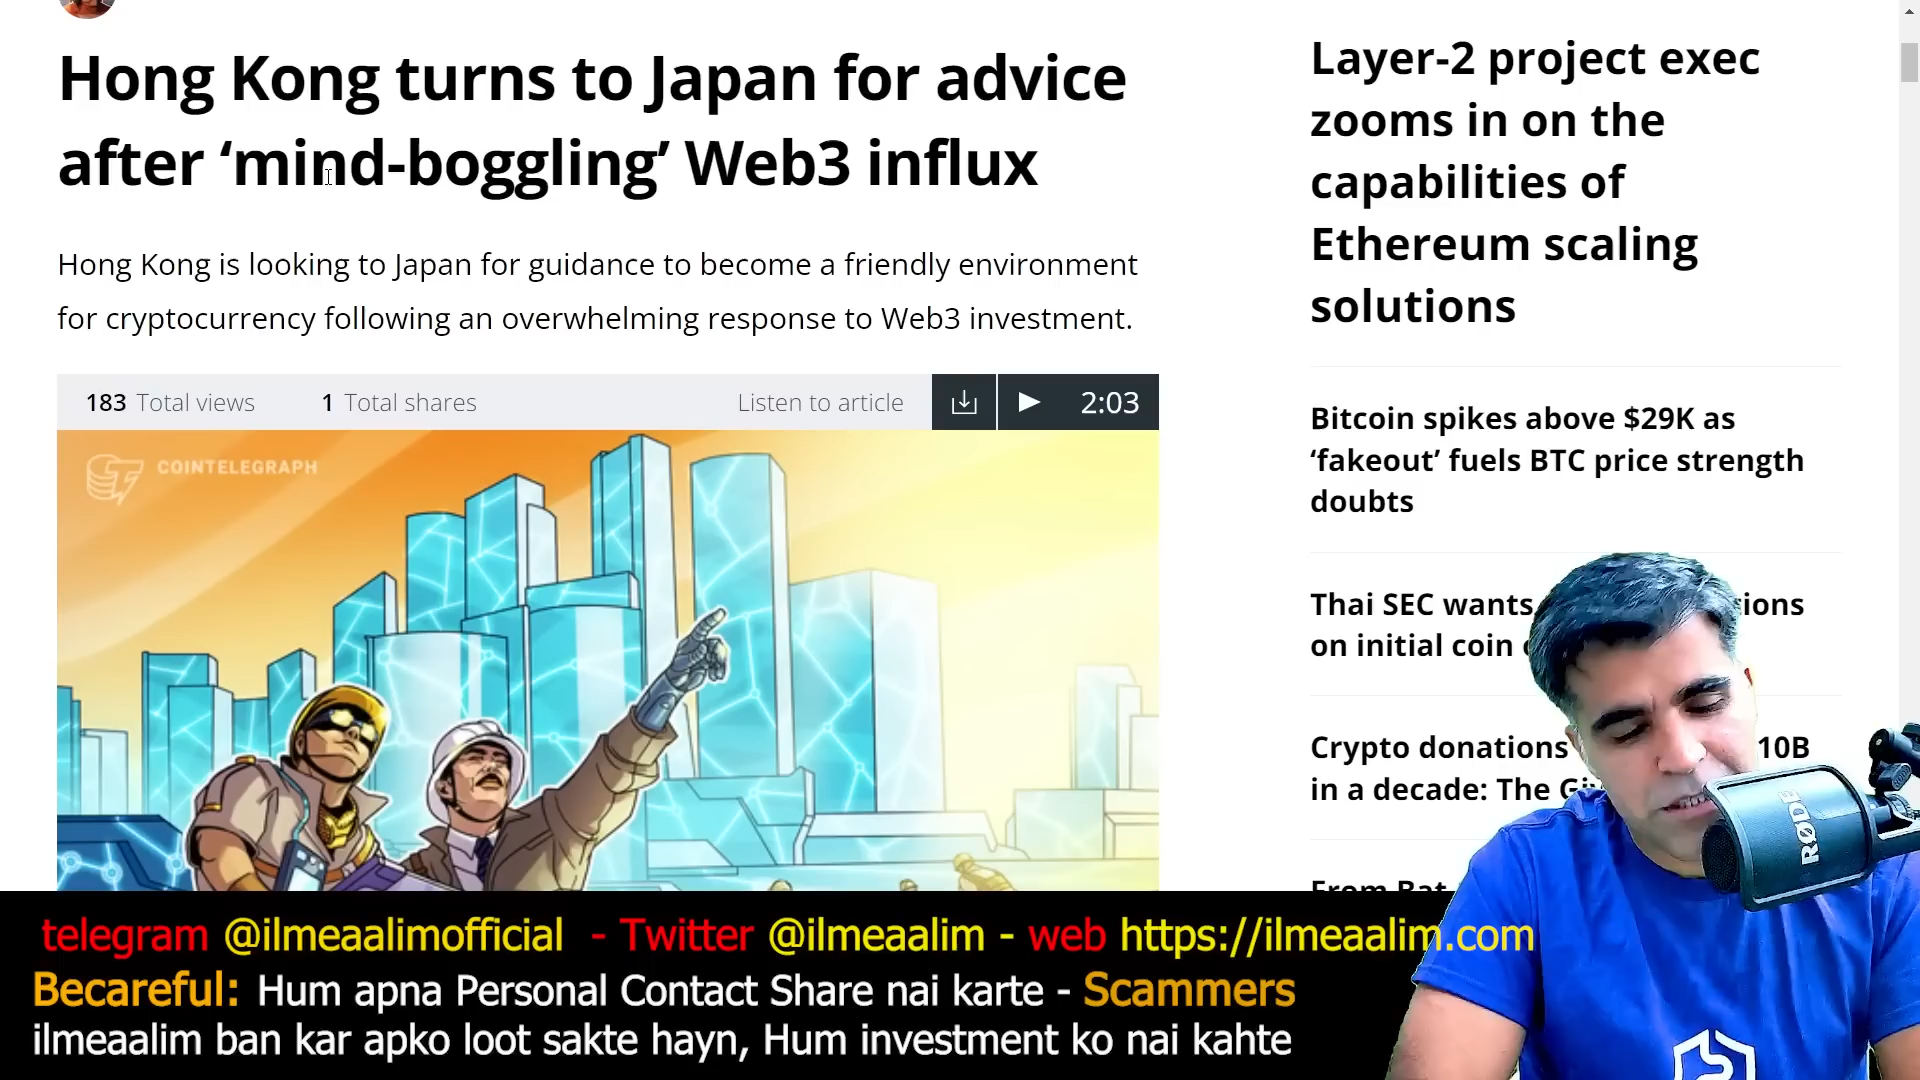 Hong Kong turns to Japan for advice
after ‘mind-boggling’ Web3 influx
Hong Kong is looking to Japan for guidance to become a friendly environment
for cryptocurrency following an overwhelming response to Web3 investment.
183 Total views
1 Total shares
Listen to article
2:03
COINTELEGRAPH
Layer-2 project exec
zooms in on the
capabilities of
Ethereum scaling
solutions
Bitcoin spikes above $29K as
‘fakeout’ fuels BTC price strength
doubts
Thai SEC wants
on initial coin
Crypto donations 10B
in a decade: The
From
RØDE
telegram @ilmeaalimofficial - Twitter @ilmeaalim - web https://ilmeaalim.com
Becareful: Hum apna Personal Contact Share nai karte - Scammers
ilmeaalim ban kar apko loot sakte hayn, Hum investment ko nai kahte